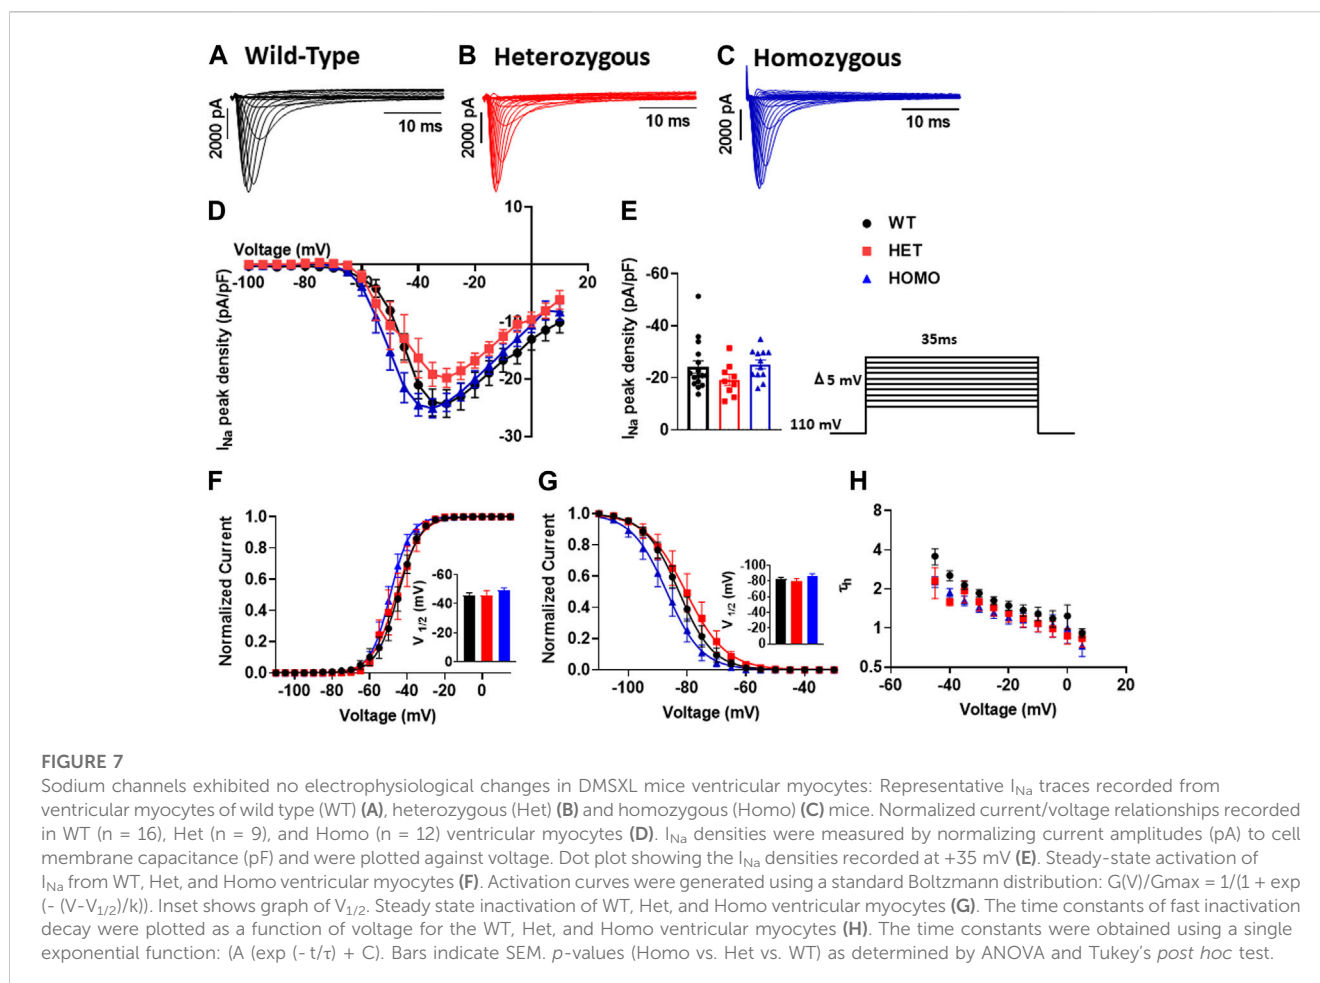 A Wild-Type
B Heterozygous
C Homozygous
2000 pA
10 ms
2000 pA
10 ms
2000 pA
10 ms
D
Voltage (mV)
10
-100 -80 -60 -40 -20 20
-10
-20
-30
I_Na peak density (pA/pF)
E
-60
-40
-20
0
I_Na peak density (pA/pF)
WT
HET
HOMO
35ms
Δ 5 mV
110 mV
F
1.0
0.8
0.6
0.4
0.2
0.0
Normalized Current
-100 -80 -60 -40 -20 0
Voltage (mV)
-60
-40
-20
0
V 1/2 (mV)
G
1.0
0.8
0.6
0.4
0.2
0.0
Normalized Current
-100 -80 -60 -40
Voltage (mV)
-100
-80
-60
-40
-20
0
V 1/2 (mV)
H
8
4
2
1
0.5
τh
-60 -40 -20 0 20
Voltage (mV)
FIGURE 7
Sodium channels exhibited no electrophysiological changes in DMSXL mice ventricular myocytes: Representative I_Na traces recorded from
ventricular myocytes of wild type (WT) (A), heterozygous (Het) (B) and homozygous (Homo) (C) mice. Normalized current/voltage relationships recorded
in WT (n = 16), Het (n = 9), and Homo (n = 12) ventricular myocytes (D). I_Na densities were measured by normalizing current amplitudes (pA) to cell
membrane capacitance (pF) and were plotted against voltage. Dot plot showing the I_Na densities recorded at +35 mV (E). Steady-state activation of
I_Na from WT, Het, and Homo ventricular myocytes (F). Activation curves were generated using a standard Boltzmann distribution: G(V)/Gmax = 1/(1 + exp
(- (V-V1/2)/k)). Inset shows graph of V1/2. Steady state inactivation of WT, Het, and Homo ventricular myocytes (G). The time constants of fast inactivation
decay were plotted as a function of voltage for the WT, Het, and Homo ventricular myocytes (H). The time constants were obtained using a single
exponential function: (A (exp (- t/τ) + C). Bars indicate SEM. p-values (Homo vs. Het vs. WT) as determined by ANOVA and Tukey's post hoc test.